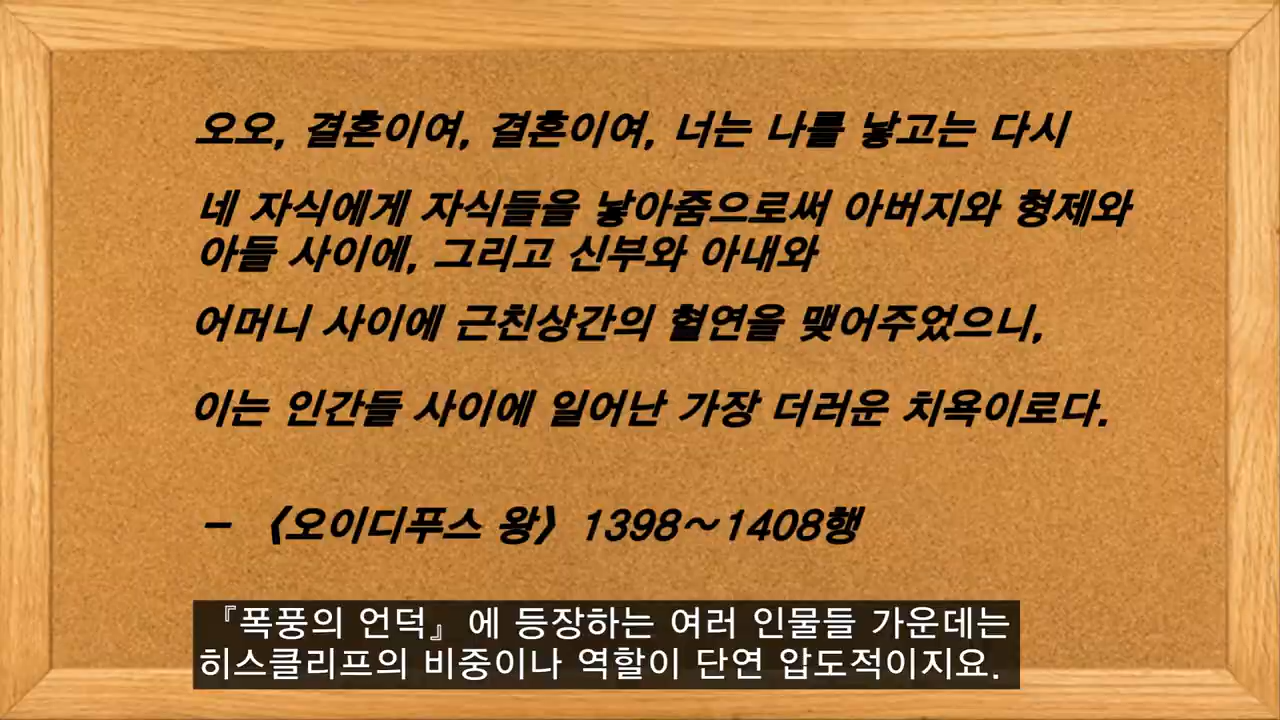 오오, 결혼이여, 결혼이여, 너는 나를 낳고는 다시
네 자식에게 자식들을 낳아줌으로써 아버지와 형제와
아들 사이에, 그리고 신부와 아내와
어머니 사이에 근친상간의 혈연을 맺어주었으니,
이는 인간들 사이에 일어난 가장 더러운 치욕이로다.
- 《오이디푸스 왕》 1398～1408행
『폭풍의 언덕』에 등장하는 여러 인물들 가운데는
히스클리프의 비중이나 역할이 단연 압도적이지요.